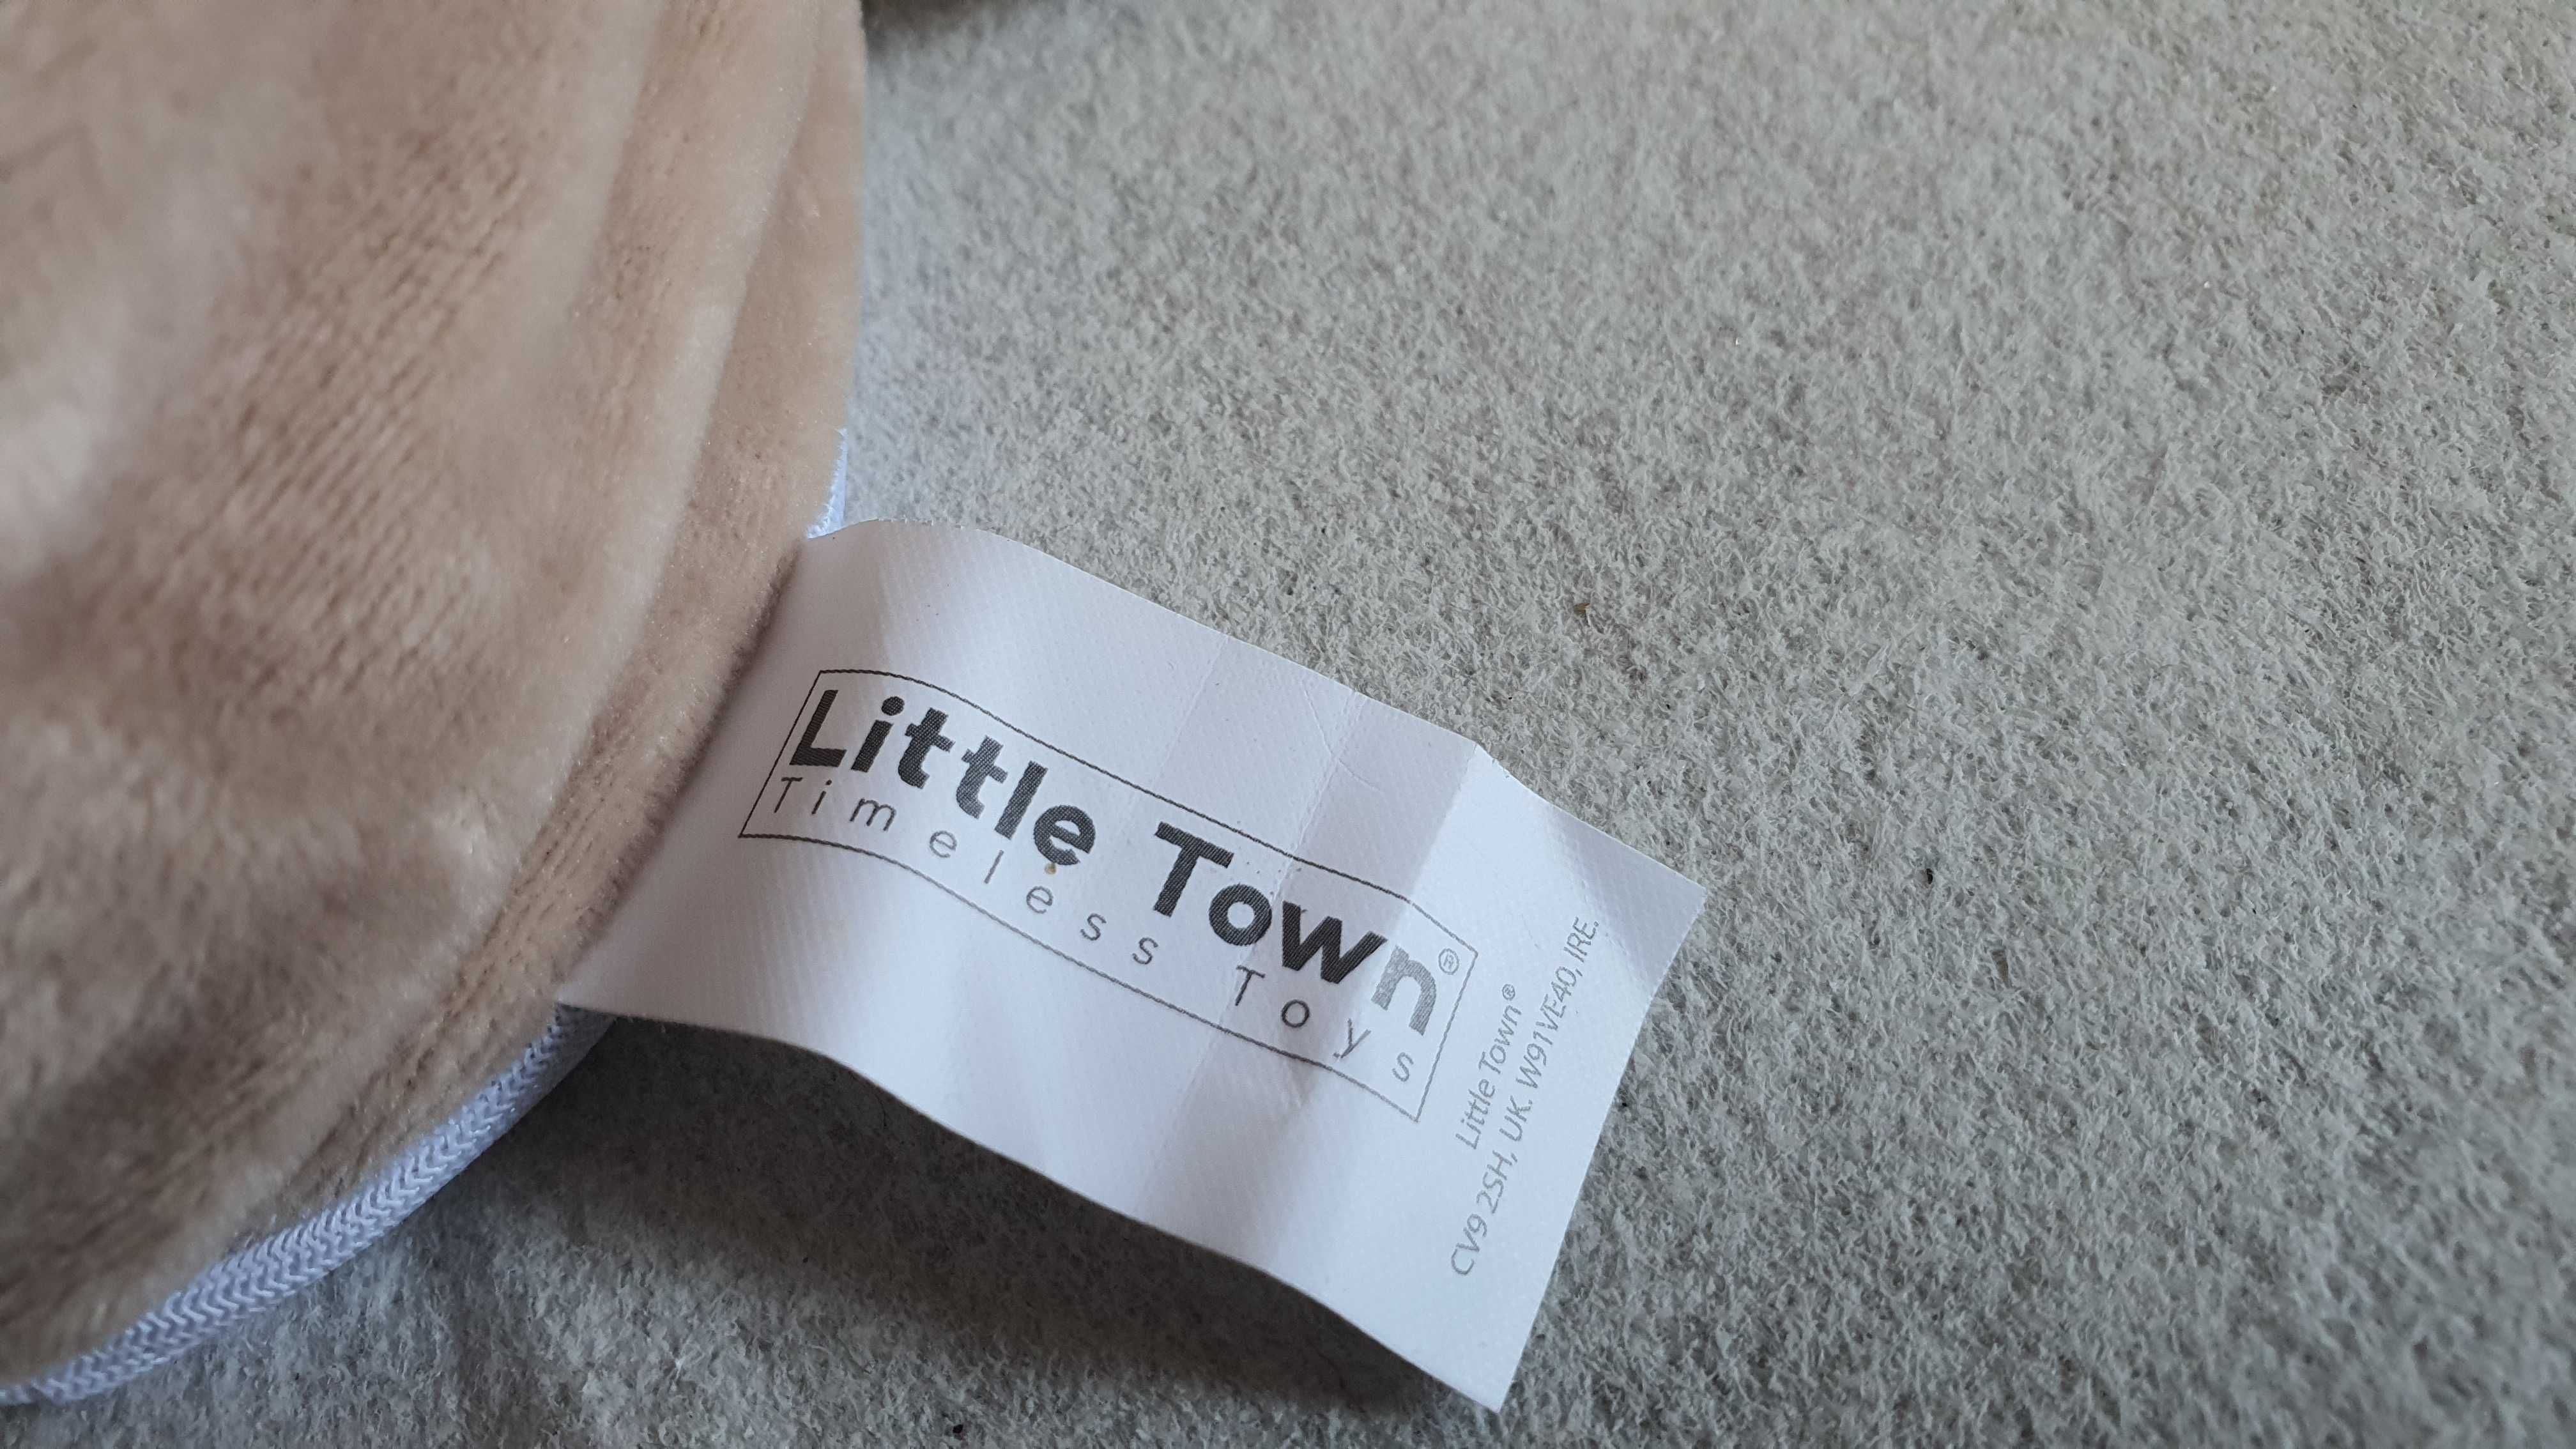 Little Town®
Timeless Toys
Little Town®
CV9 2SH, UK. W91VE40, IRE.